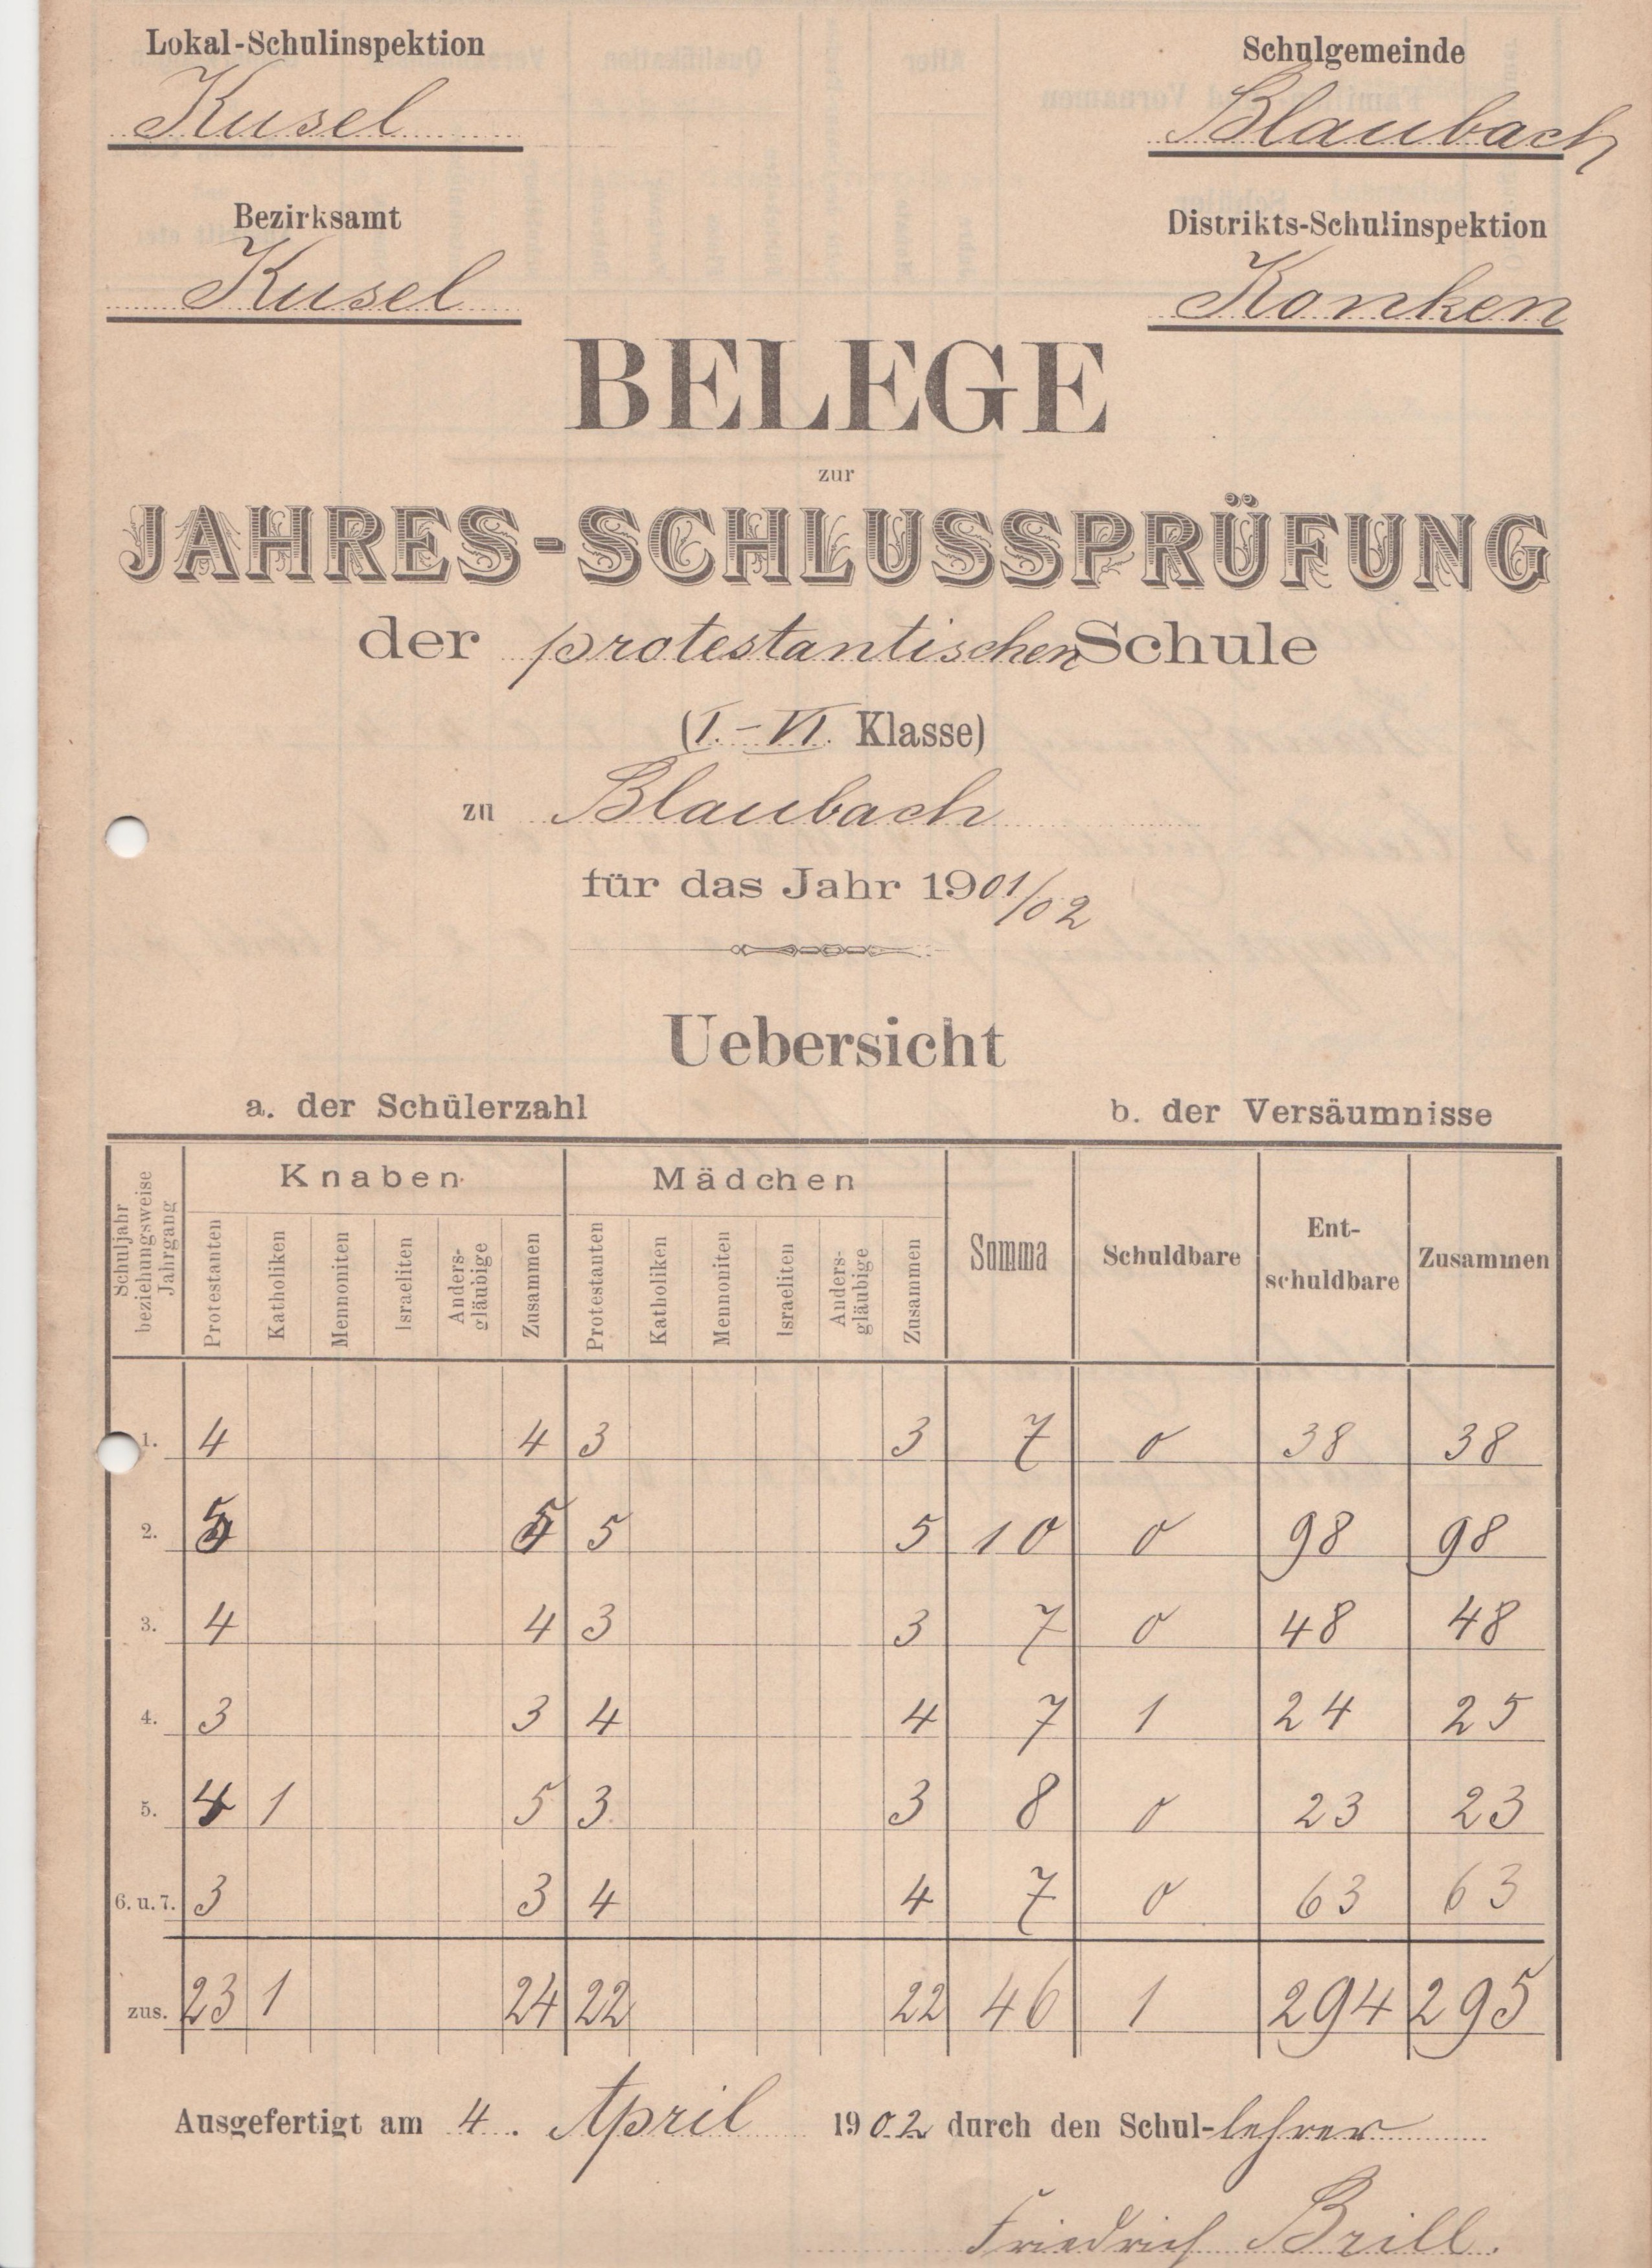 Lokal-Schulinspektion
Kusel
Schulgemeinde
Blaubach
Bezirksamt
Kusel
Distrikts-Schulinspektion
Konken
BELEGE
zur
JAHRES-SCHLUSSPRÜFUNG
der protestantischen Schule
(I.-VI. Klasse)
zu Blaubach
für das Jahr 1901/02
Uebersicht
a. der Schülerzahl
b. der Versäumnisse
Schuljahr beziehungsweise Jahrgang
Knaben
Protestanten Katholiken Mennoniten Israeliten Anders-gläubige Zusammen
Mädchen
Protestanten Katholiken Mennoniten Israeliten Anders-gläubige Zusammen
Summa
Schuldbare
Ent-
schuldbare
Zusammen
1. 4 4 3 3 7 0 38 38
2. 5 5 5 5 10 0 98 98
3. 4 4 3 3 7 0 48 48
4. 3 3 4 4 7 1 24 25
5. 4 1 5 3 3 8 0 23 23
6. u. 7. 3 3 4 4 7 0 63 63
zus. 23 1 24 22 22 46 1 294 295
Ausgefertigt am 4. April 1902 durch den Schul-lehrer
Friedrich Brill.